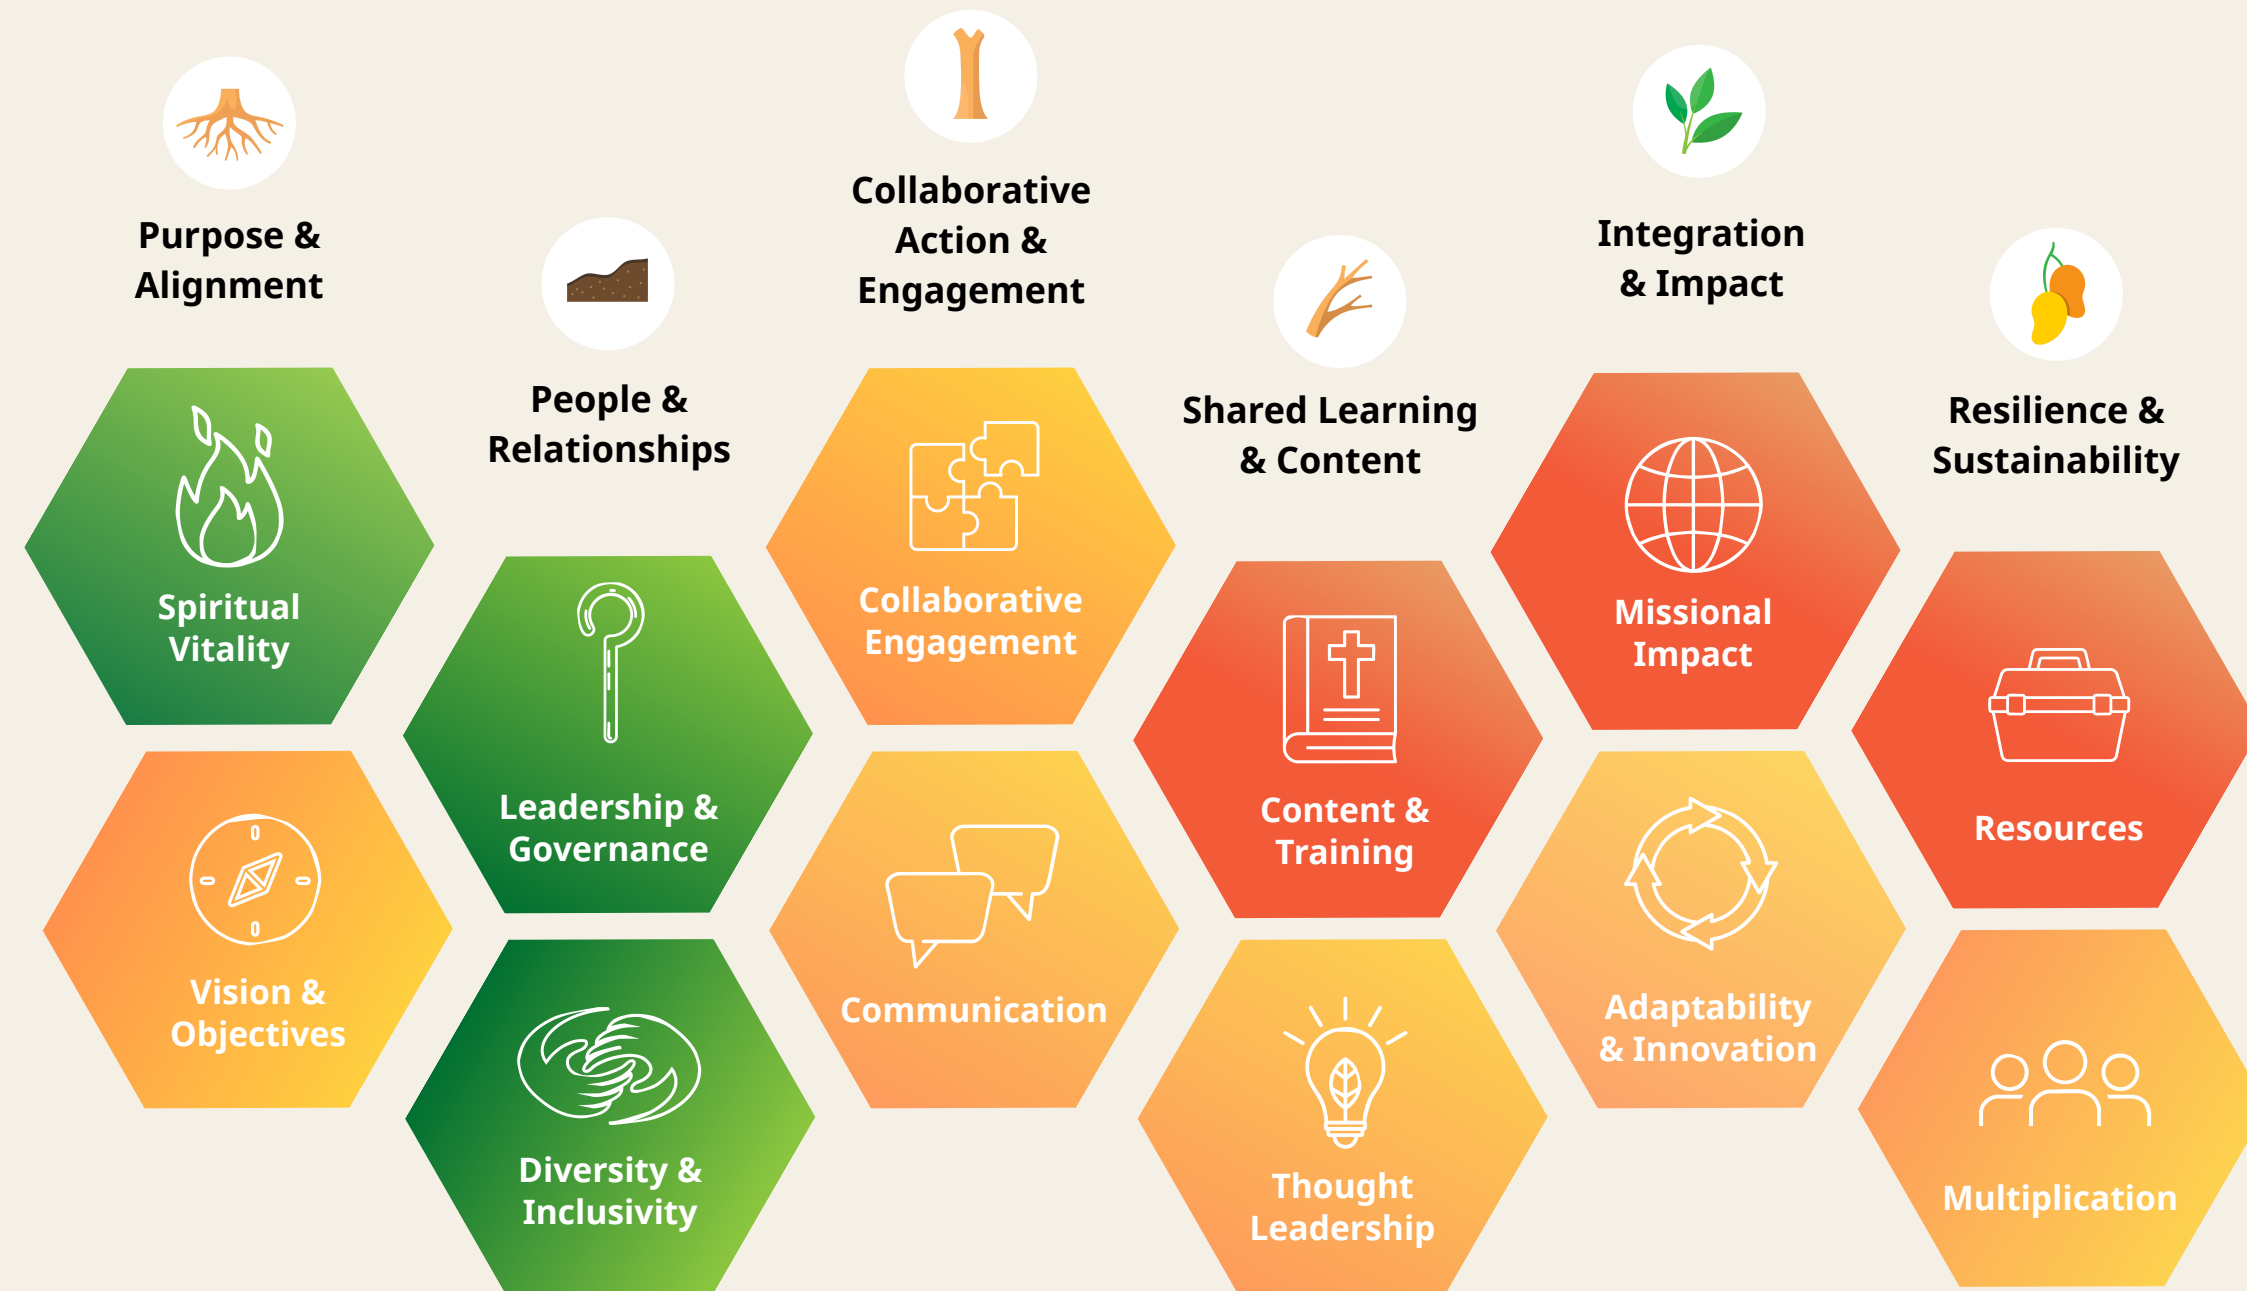 Purpose &
Alignment
Spiritual
Vitality
Vision &
Objectives
People &
Relationships
Leadership &
Governance
Diversity &
Inclusivity
Collaborative
Action &
Engagement
Collaborative
Engagement
Communication
Shared Learning
& Content
Content &
Training
Thought
Leadership
Integration
& Impact
Missional
Impact
Adaptability
& Innovation
Resilience &
Sustainability
Resources
Multiplication